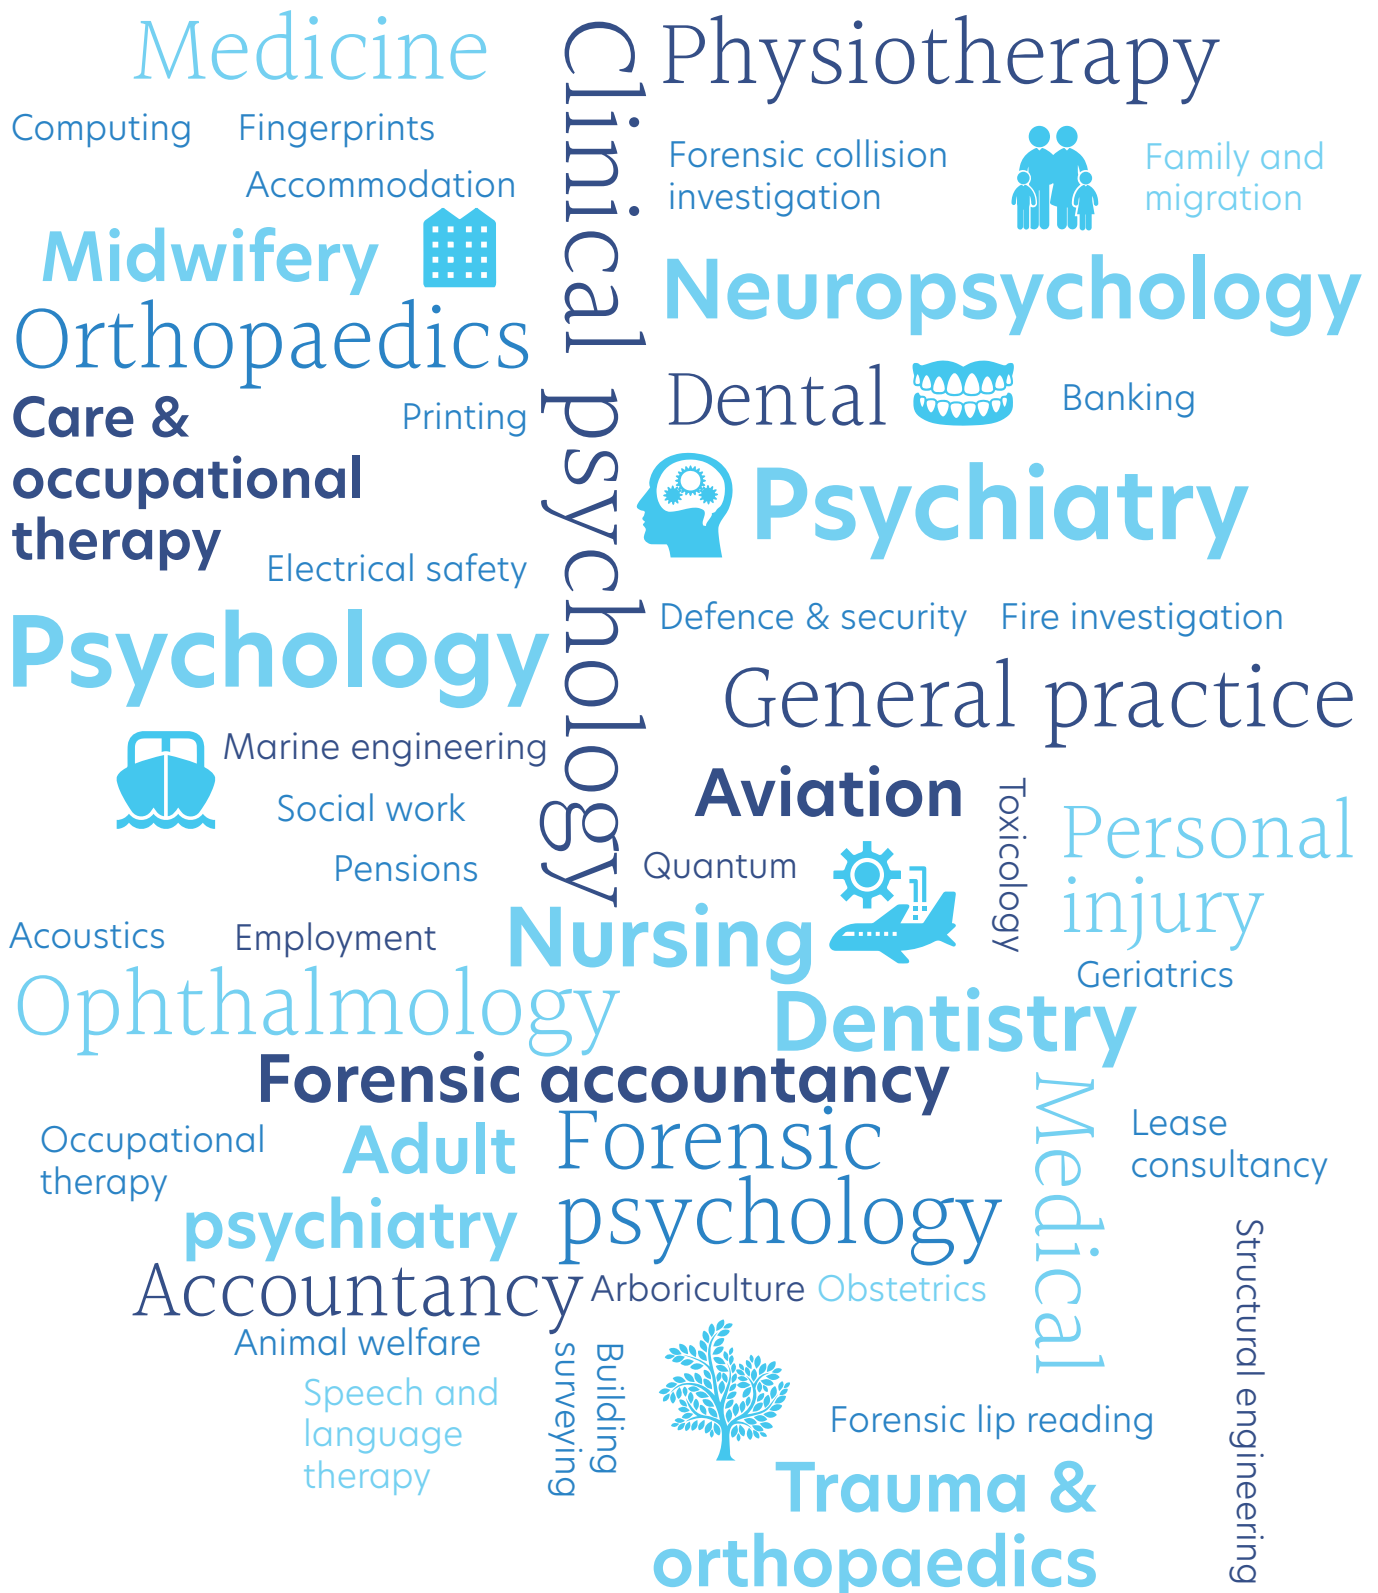 Medicine
Clinical psychology
Physiotherapy
Computing
Fingerprints
Forensic collision
investigation
Family and
migration
Accommodation
Midwifery
Neuropsychology
Orthopaedics
Dental
Banking
Care &
occupational
therapy
Printing
Psychiatry
Electrical safety
Defence & security
Fire investigation
Psychology
General practice
Marine engineering
Aviation
Toxicology
Personal
injury
Social work
Pensions
Quantum
Acoustics
Employment
Nursing
Geriatrics
Ophthalmology
Dentistry
Forensic accountancy
Medical
Occupational
therapy
Adult
psychiatry
Forensic
psychology
Lease
consultancy
Structural engineering
Accountancy
Arboriculture
Obstetrics
Animal welfare
Speech and
language
therapy
Building
surveying
Forensic lip reading
Trauma &
orthopaedics